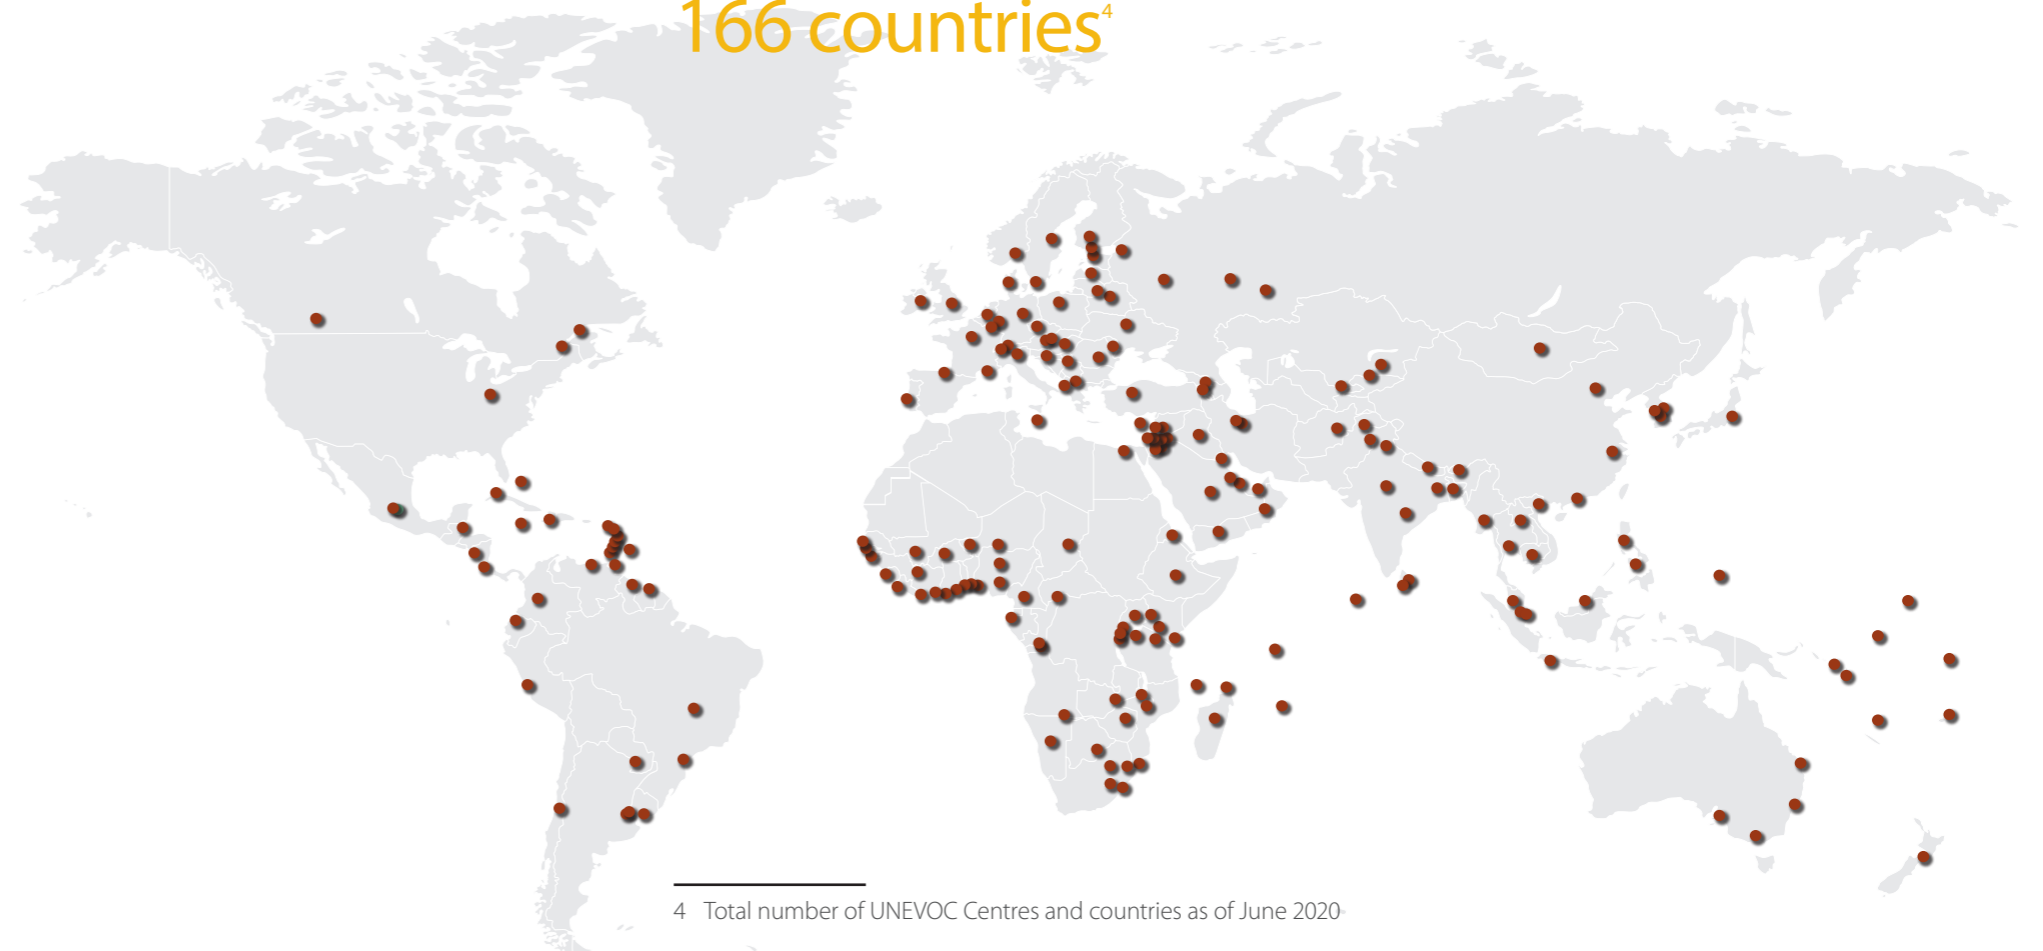 166 countries4
4 Total number of UNEVOC Centres and countries as of June 2020